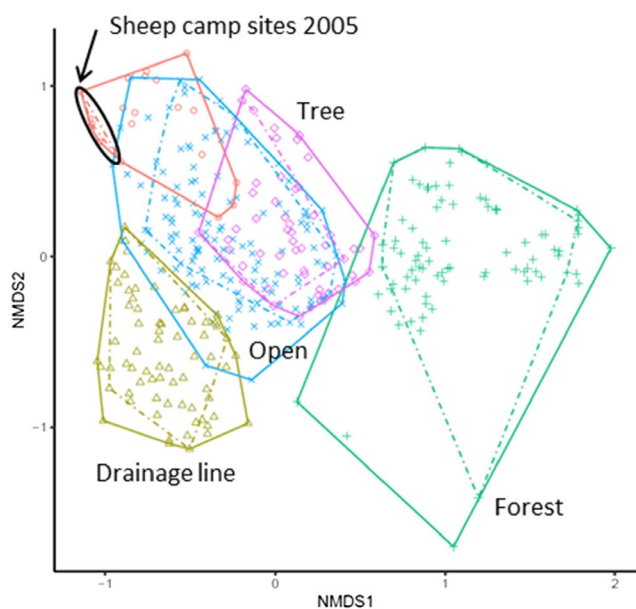 Sheep camp sites 2005
Tree
Open
Drainage line
Forest
NMDS2
1
0
−1
−1
0
1
2
NMDS1